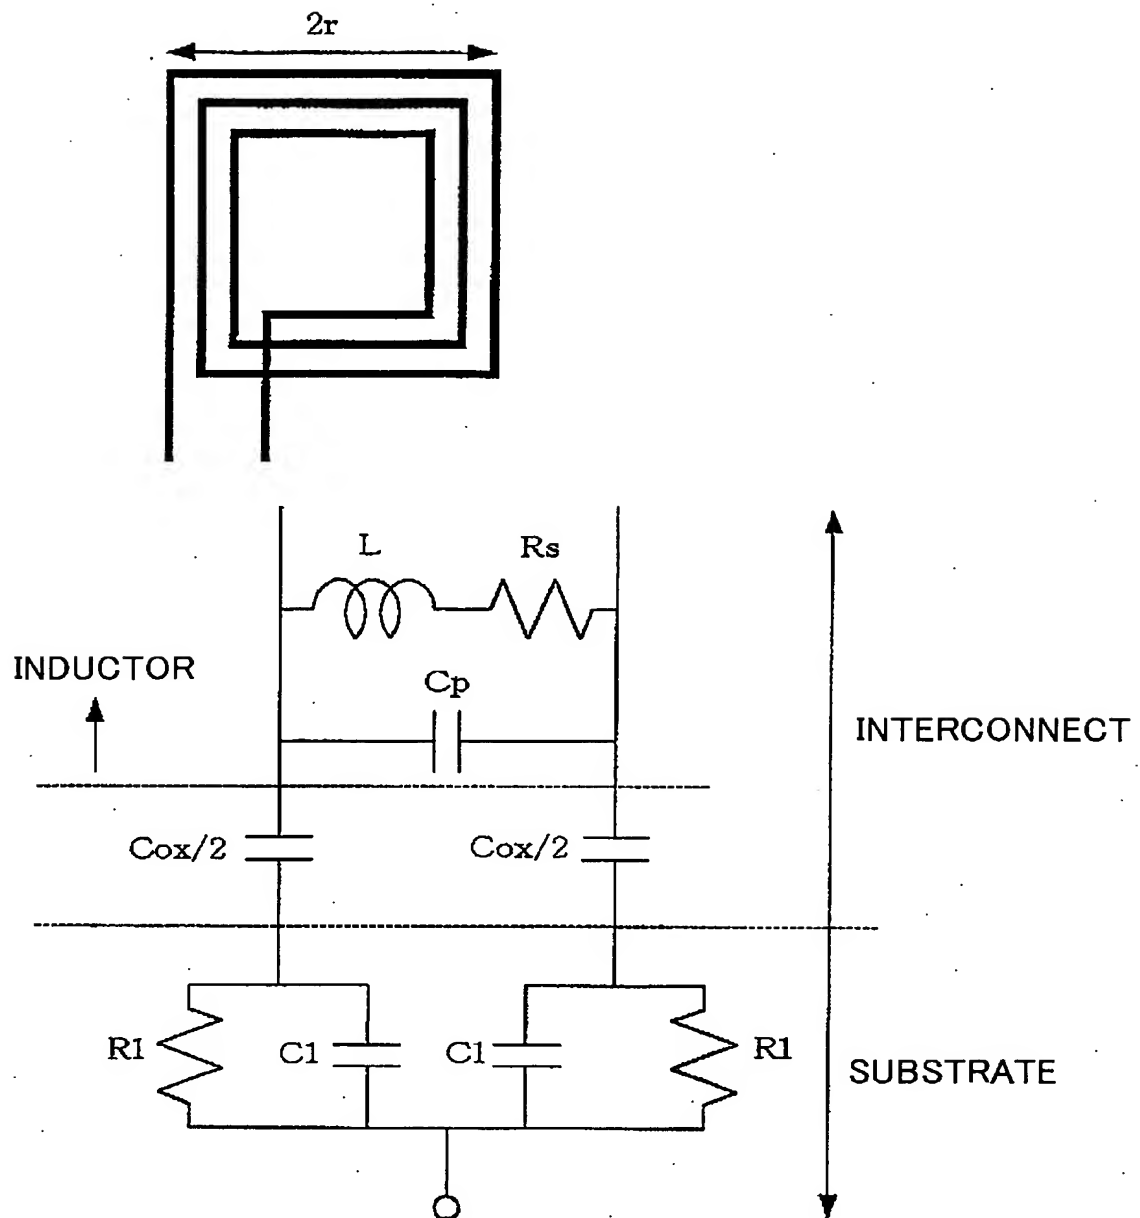 2r
L
Rs
INDUCTOR
Cp
INTERCONNECT
Cox/2
Cox/2
R1
C1
C1
R1
SUBSTRATE